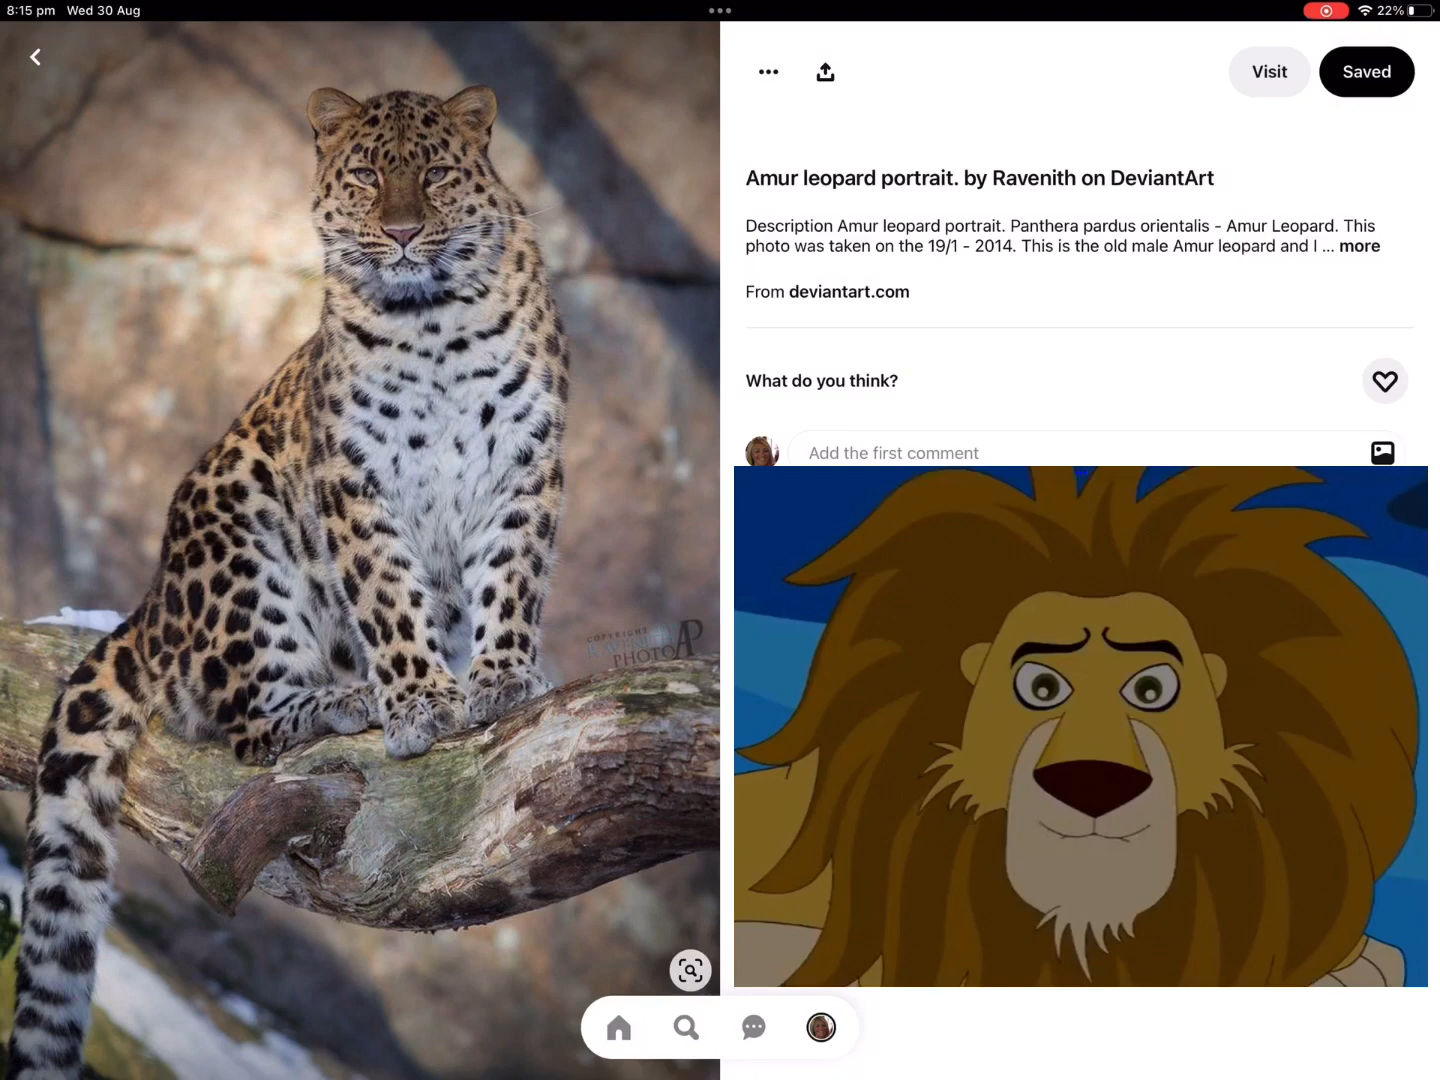 8:15 pm Wed 30 Aug
22%
Visit
Saved
Amur leopard portrait. by Ravenith on DeviantArt
Description Amur leopard portrait. Panthera pardus orientalis - Amur Leopard. This
photo was taken on the 19/1 - 2014. This is the old male Amur leopard and I ... more
From deviantart.com
What do you think?
Add the first comment
COPYRIGHT
RAVENITH
PHOTO